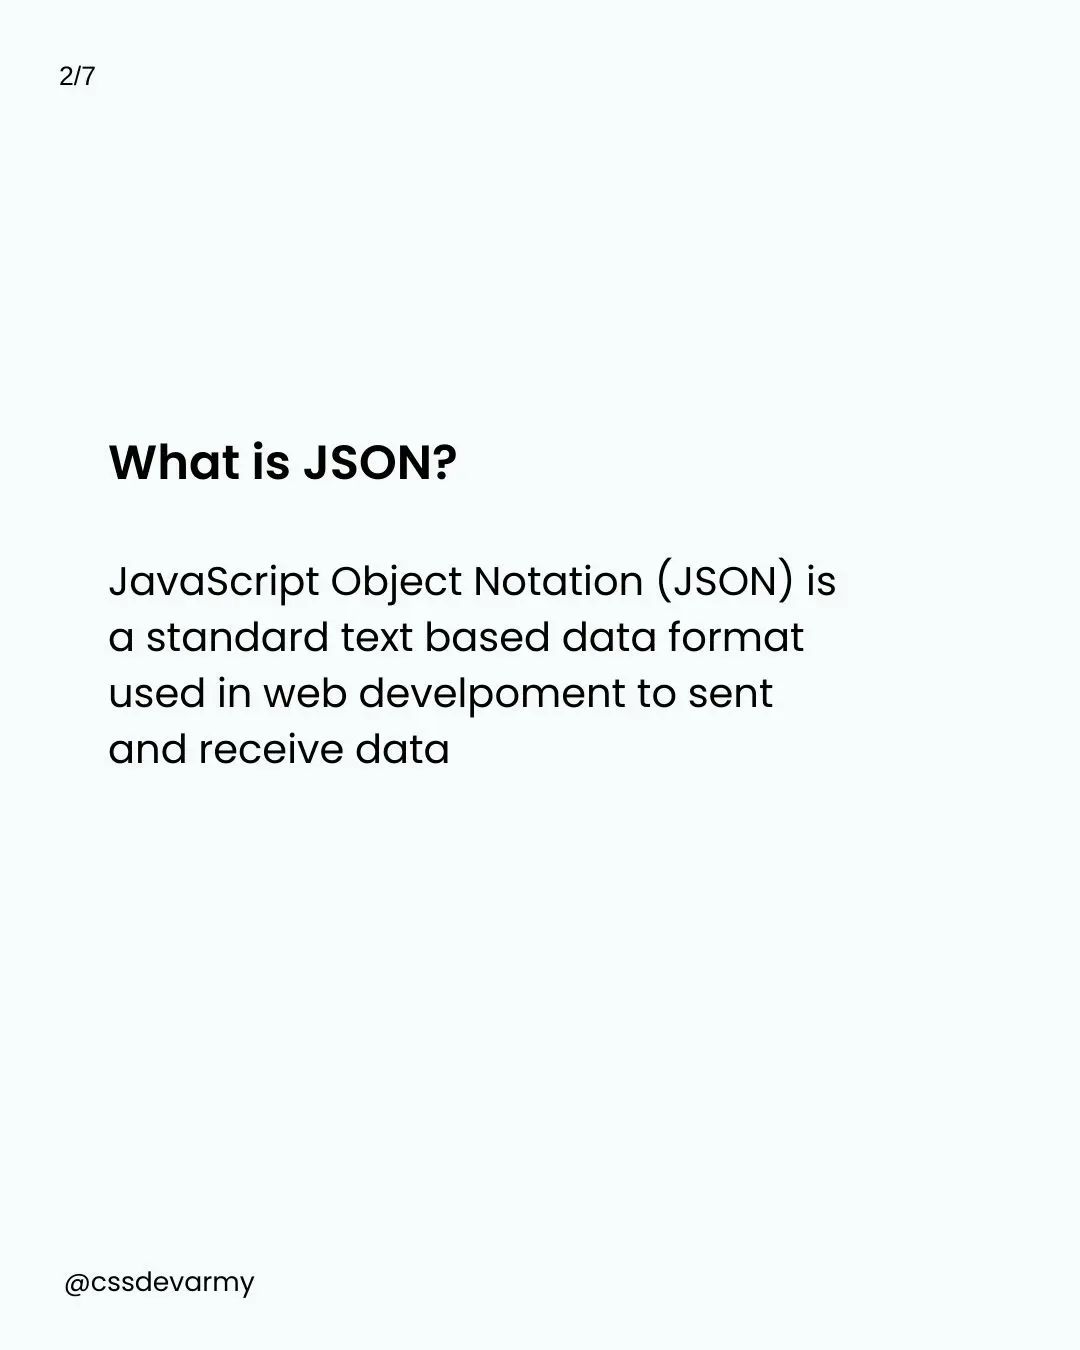 2/7
What is JSON?
JavaScript Object Notation (JSON) is
a standard text based data format
used in web develpoment to sent
and receive data
@cssdevarmy